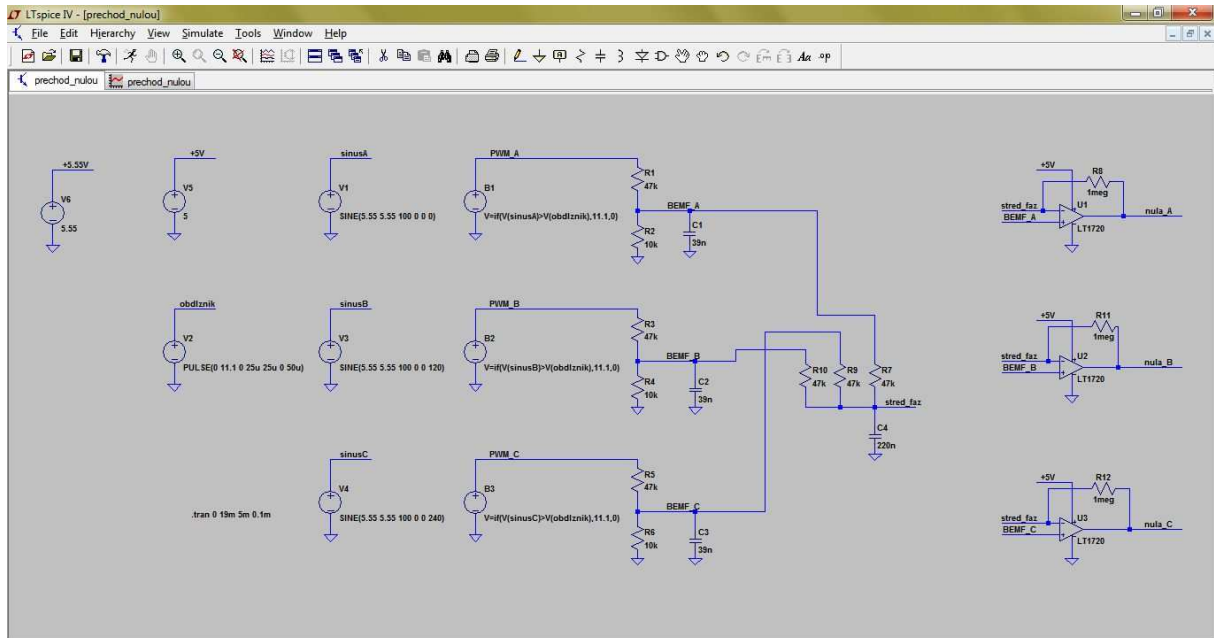 LTspice IV - [prechod_nulou]
File Edit Hierarchy View Simulate Tools Window Help
Aa .op
prechod_nulou prechod_nulou
+5.55V
V6
5.55
+5V
V5
5
sinusA
V1
SINE(5.55 5.55 100 0 0 0)
PWM_A
B1
V=if(V(sinusA)>V(obdlznik),11.1,0)
R1
47k
BEMF_A
R2
10k
C1
39n
+5V
R8
1meg
stred_faz
BEMF_A
U1
LT1720
nula_A
obdlznik
V2
PULSE(0 11.1 0 25u 25u 0 50u)
sinusB
V3
SINE(5.55 5.55 100 0 0 120)
PWM_B
B2
V=if(V(sinusB)>V(obdlznik),11.1,0)
R3
47k
BEMF_B
R4
10k
C2
39n
R10 R9 R7
47k 47k 47k
stred_faz
C4
220n
+5V
R11
1meg
stred_faz
BEMF_B
U2
LT1720
nula_B
.tran 0 19m 5m 0.1m
sinusC
V4
SINE(5.55 5.55 100 0 0 240)
PWM_C
B3
V=if(V(sinusC)>V(obdlznik),11.1,0)
R5
47k
BEMF_C
R6
10k
C3
39n
+5V
R12
1meg
stred_faz
BEMF_C
U3
LT1720
nula_C